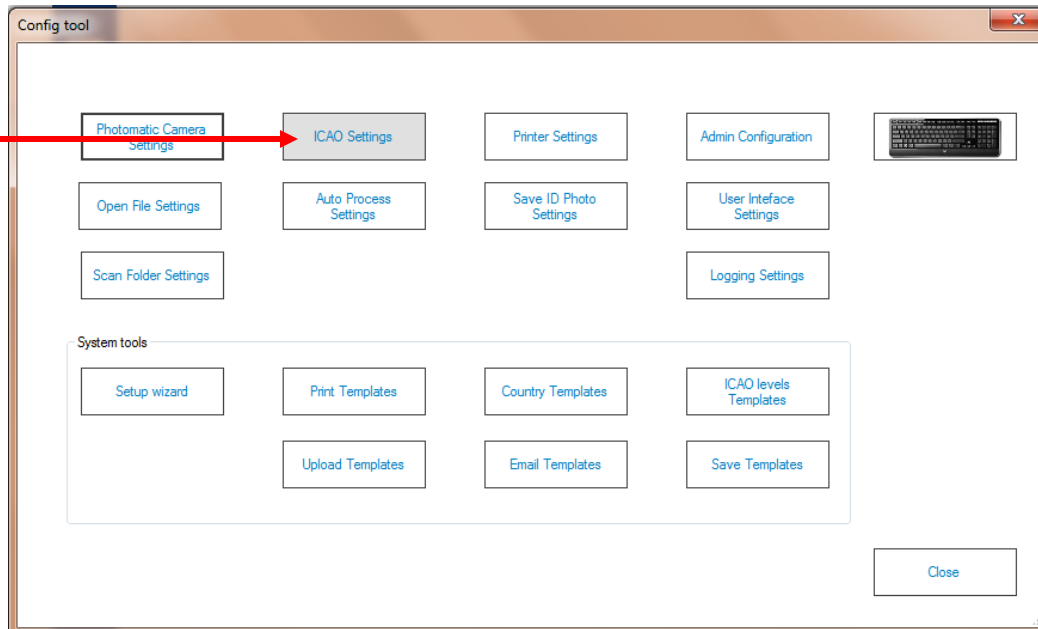 Config tool
Photomatic Camera
Settings
ICAO Settings
Printer Settings
Admin Configuration
Open File Settings
Auto Process
Settings
Save ID Photo
Settings
User Inteface
Settings
Scan Folder Settings
Logging Settings
System tools
Setup wizard
Print Templates
Country Templates
ICAO levels
Templates
Upload Templates
Email Templates
Save Templates
Close